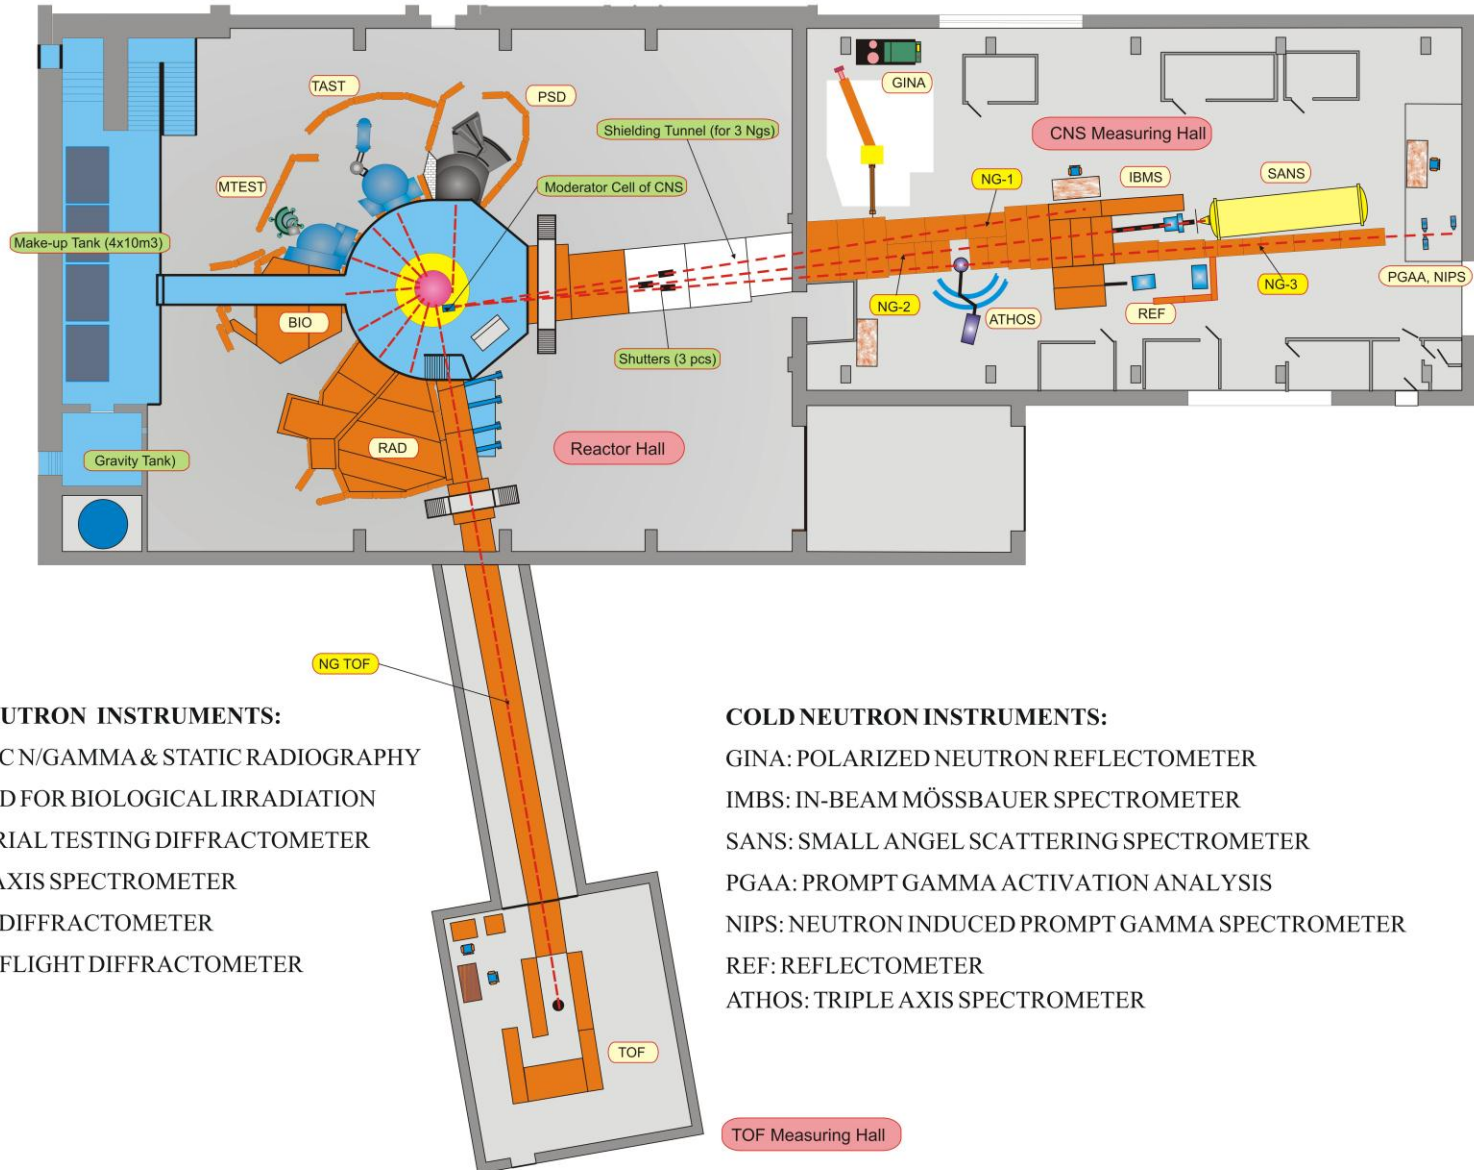 TAST
PSD
GINA
Shielding Tunnel (for 3 Ngs)
CNS Measuring Hall
MTEST
Moderator Cell of CNS
NG-1
IBMS
SANS
Make-up Tank (4x10m3)
PGAA, NIPS
NG-2
NG-3
BIO
ATHOS
REF
Shutters (3 pcs)
RAD
Reactor Hall
Gravity Tank)
NG TOF
UTRON INSTRUMENTS:
C N/GAMMA & STATIC RADIOGRAPHY
D FOR BIOLOGICAL IRRADIATION
RIAL TESTING DIFFRACTOMETER
AXIS SPECTROMETER
DIFFRACTOMETER
FLIGHT DIFFRACTOMETER
COLD NEUTRON INSTRUMENTS:
GINA: POLARIZED NEUTRON REFLECTOMETER
IMBS: IN-BEAM MÖSSBAUER SPECTROMETER
SANS: SMALL ANGEL SCATTERING SPECTROMETER
PGAA: PROMPT GAMMA ACTIVATION ANALYSIS
NIPS: NEUTRON INDUCED PROMPT GAMMA SPECTROMETER
REF: REFLECTOMETER
ATHOS: TRIPLE AXIS SPECTROMETER
TOF
TOF Measuring Hall